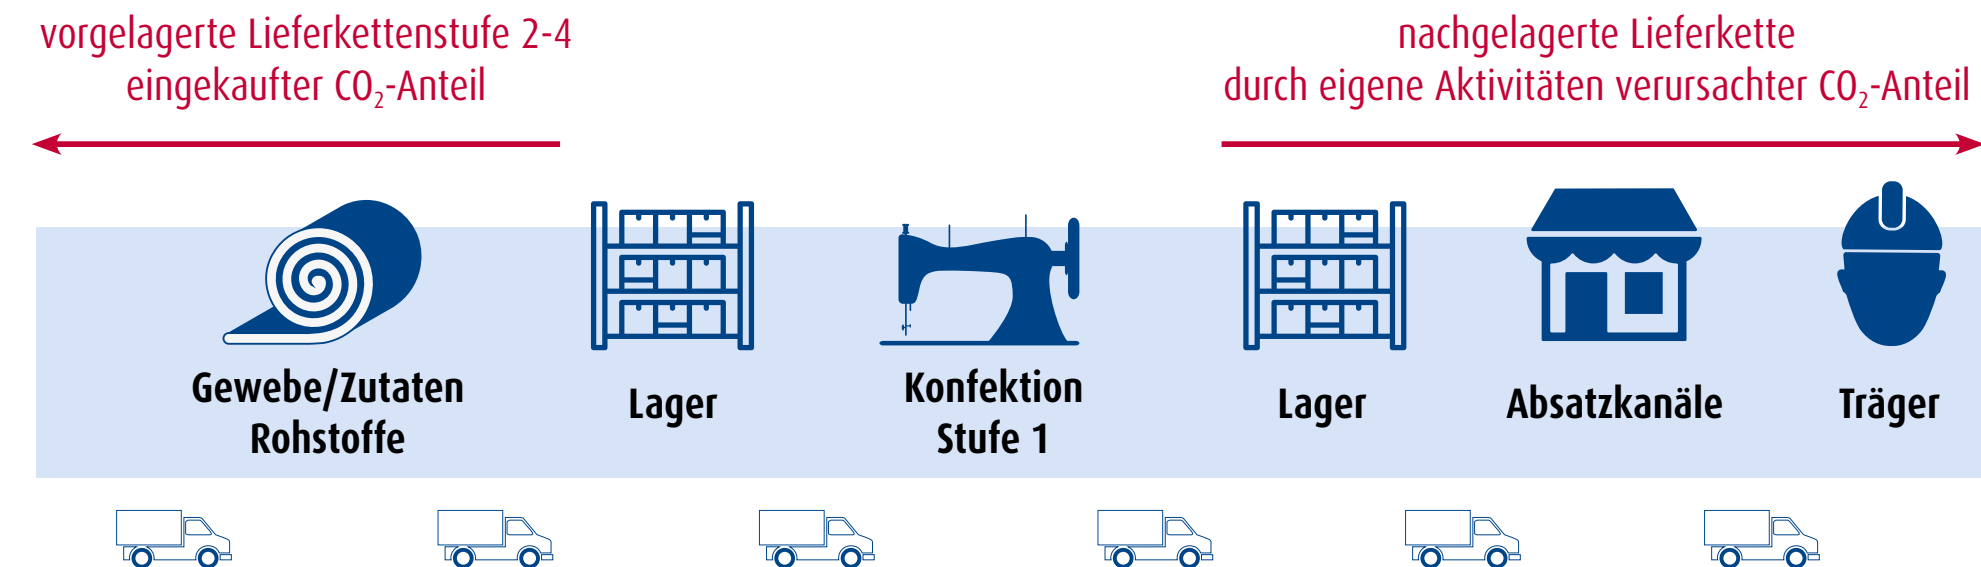 vorgelagerte Lieferkettenstufe 2-4
eingekaufter CO₂-Anteil
nachgelagerte Lieferkette
durch eigene Aktivitäten verursachter CO₂-Anteil
Gewebe/Zutaten
Rohstoffe
Lager
Konfektion
Stufe 1
Lager
Absatzkanäle
Träger